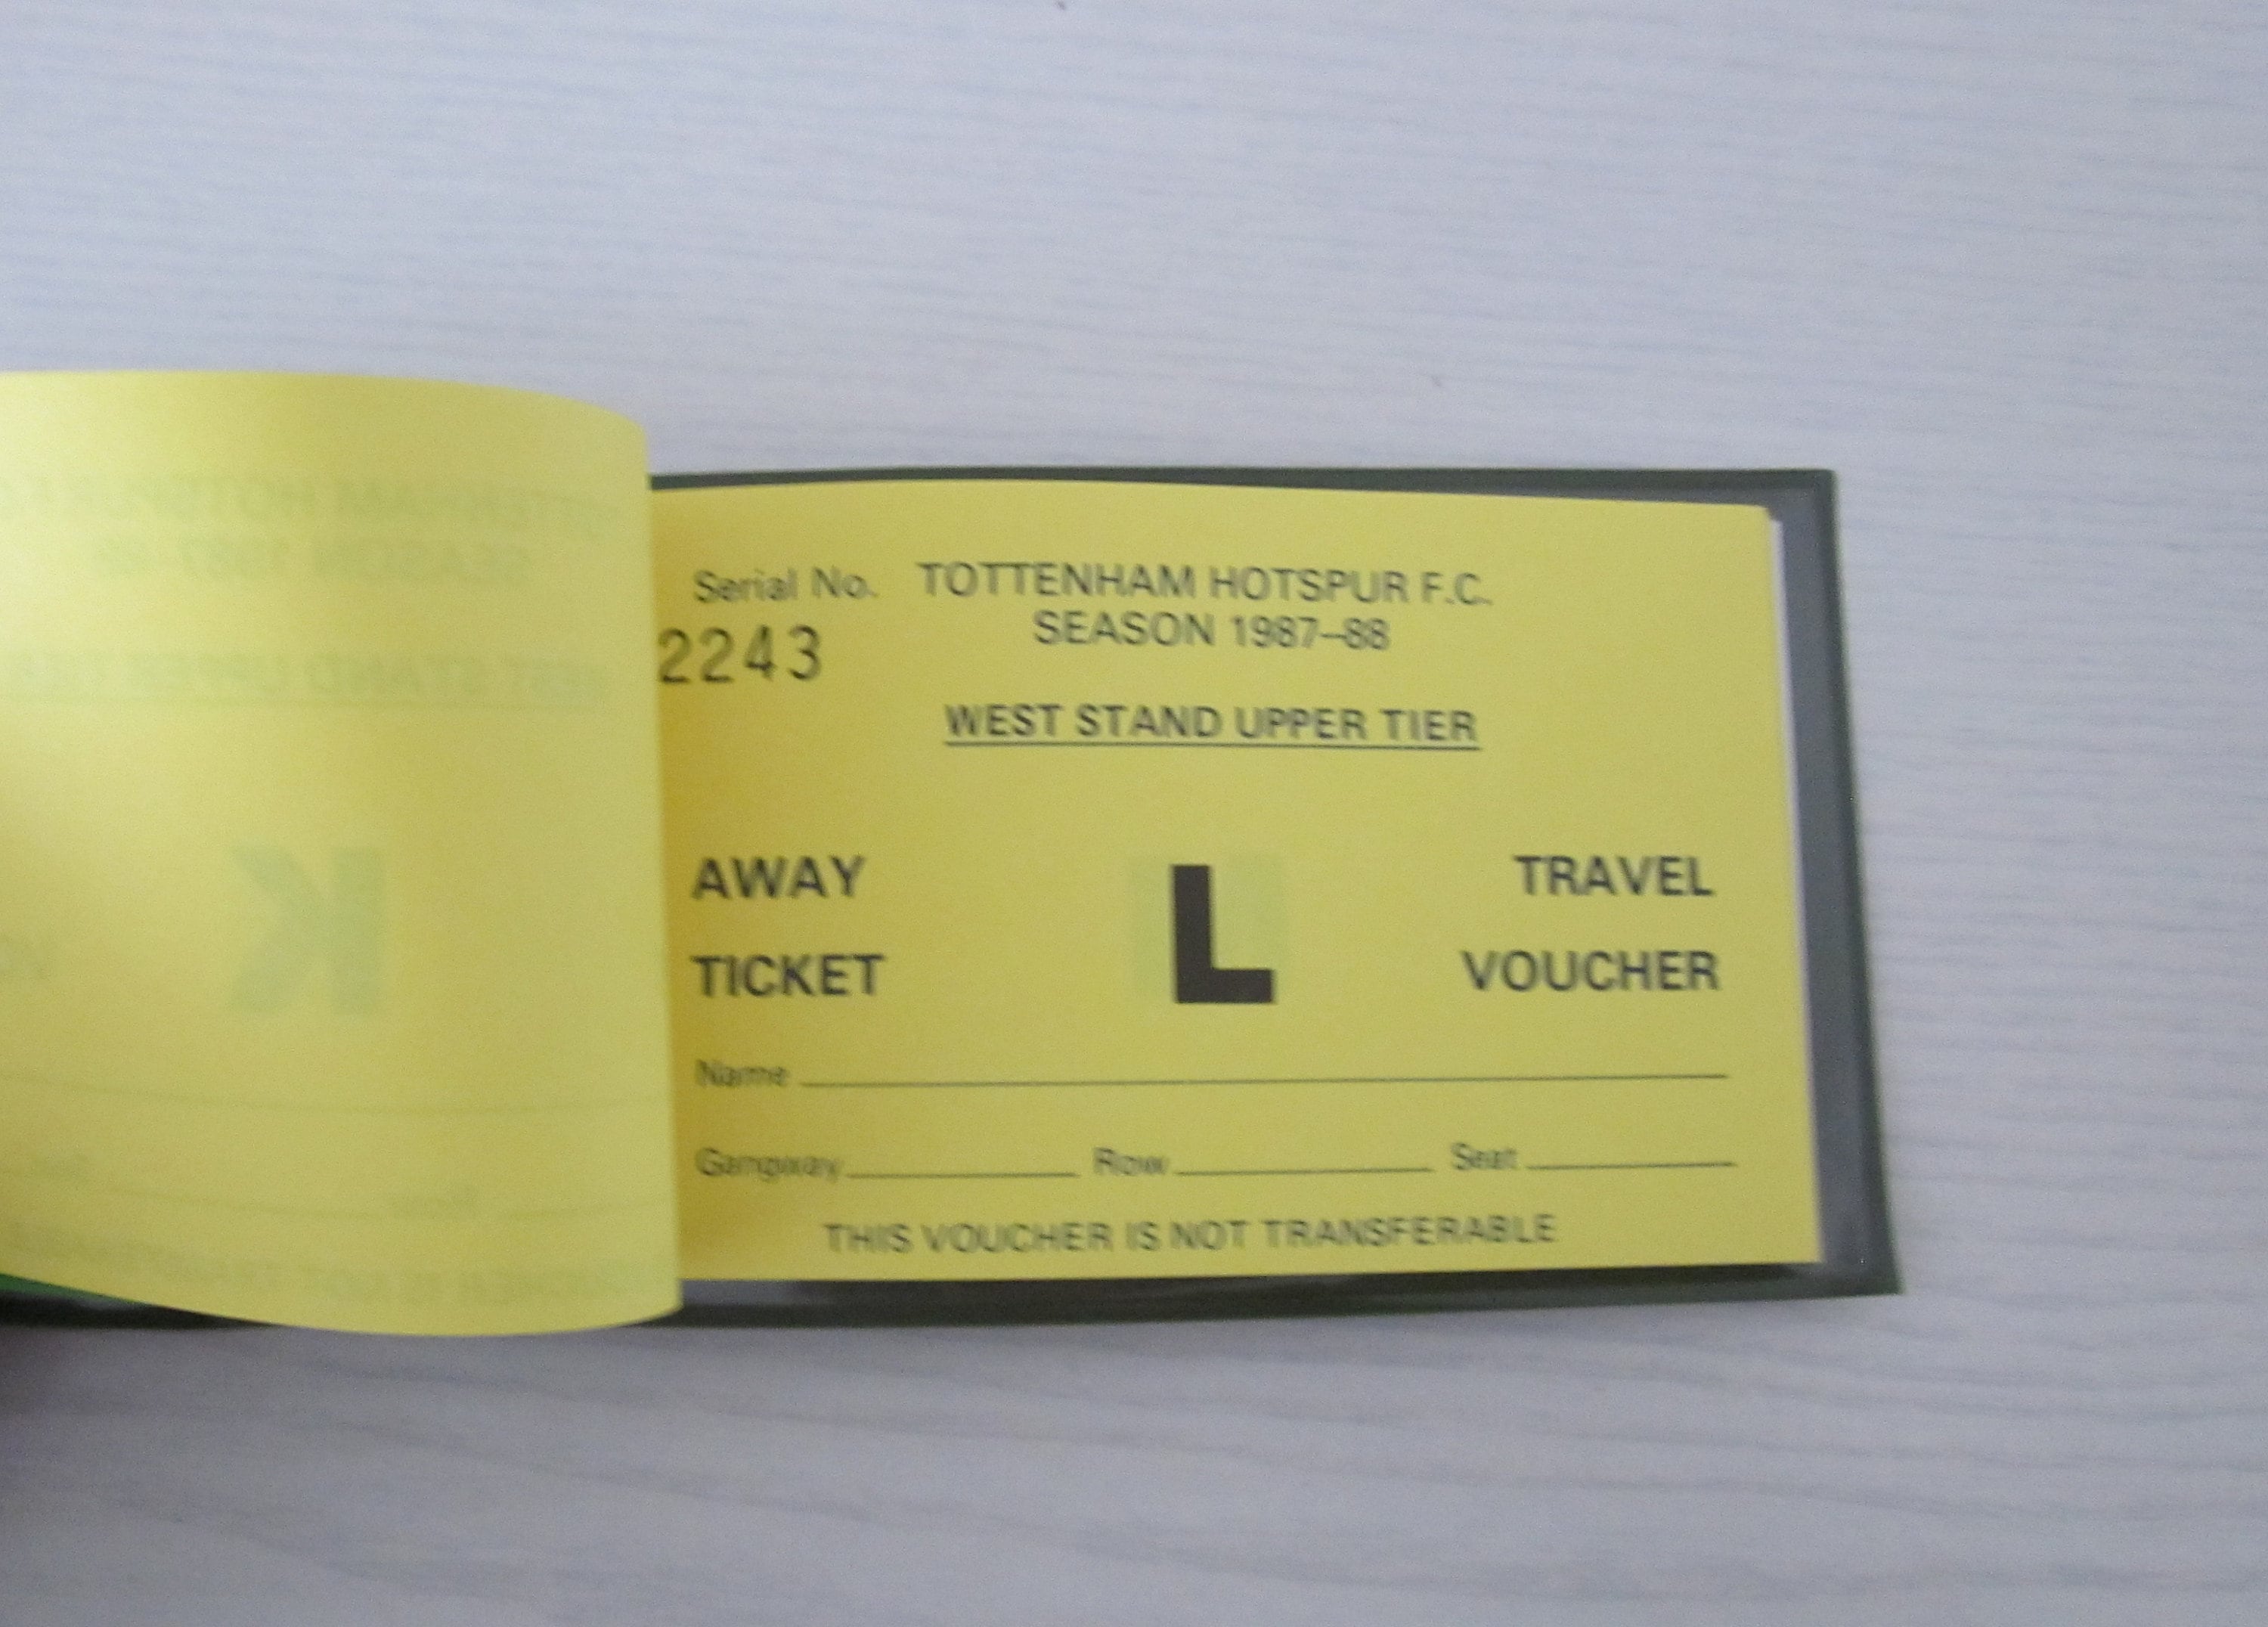 Serial No. TOTTENHAM HOTSPUR F.C.
2243 SEASON 1987–88
WEST STAND UPPER TIER
AWAY L TRAVEL
TICKET VOUCHER
Name
Gangway Row Seat
THIS VOUCHER IS NOT TRANSFERABLE
K